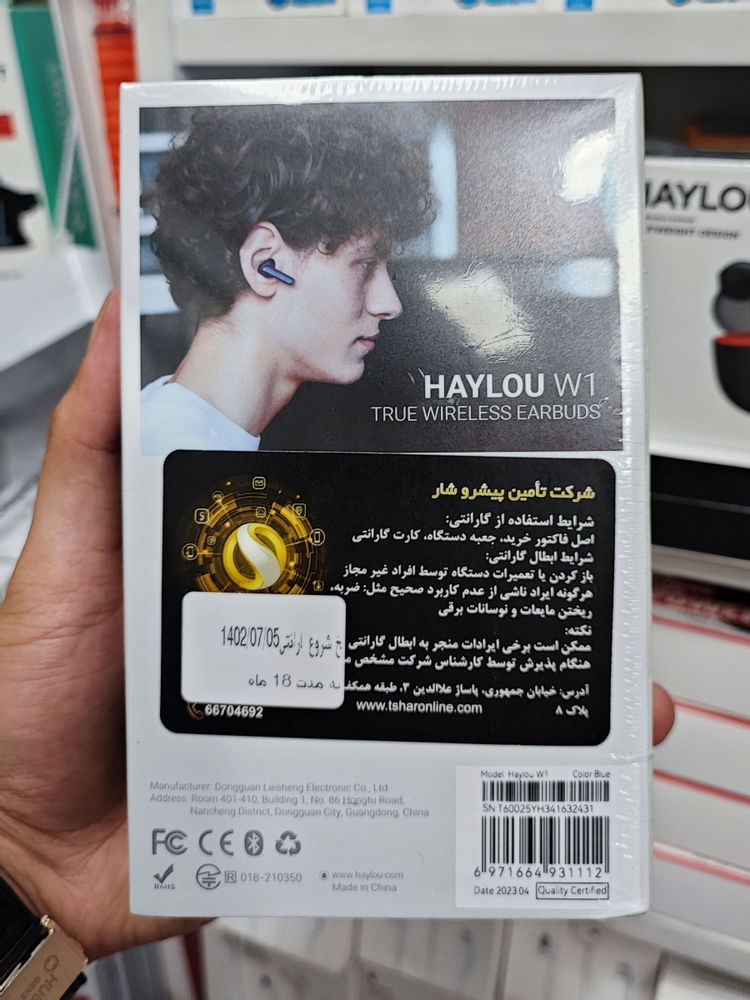 HAYLOU W1
TRUE WIRELESS EARBUDS
شرکت تأمین پیشرو شار
شرایط استفاده از گارانتی:
اصل فاکتور خرید، جعبه دستگاه، کارت گارانتی
شرایط ابطال گارانتی:
باز کردن یا تعمیرات دستگاه توسط افراد غیر مجاز
هرگونه ایراد ناشی از عدم کاربرد صحیح مثل: ضربه،
ریختن مایعات و نوسانات برقی
نکته:
ممکن است برخی ایرادات منجر به ابطال گارانتی
هنگام پذیرش توسط کارشناس شرکت مشخص
شروع 1402/07/05
به مدت 18 ماه
آدرس: خیابان جمهوری، پاساژ علاالدین ۳، طبقه همکف
پلاک ۸
www.tsharonline.com
66704692
Manufacturer: Dongguan Liesheng Electronic Co., Ltd.
Address: Room 401-410, Building 1, No. 86 Hongtu Road,
Nancheng District, Dongguan City, Guangdong, China
FC CE
RoHS
R 018-210350
www.haylou.com
Made in China
Model: Haylou W1 Color Blue
SN T60025YH341632431
6 971664 931112
Date 2023 04 Quality Certified